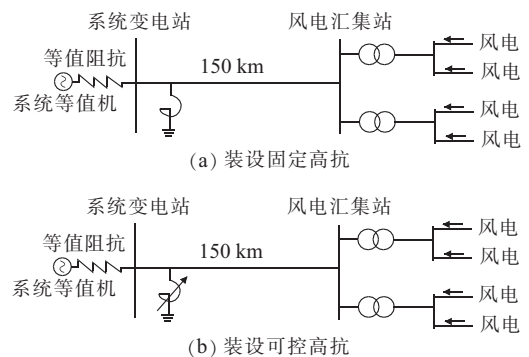 系统变电站
风电汇集站
等值阻抗
150 km
风电
风电
系统等值机
风电
风电
(a) 装设固定高抗
系统变电站
风电汇集站
等值阻抗
150 km
风电
风电
系统等值机
风电
风电
(b) 装设可控高抗